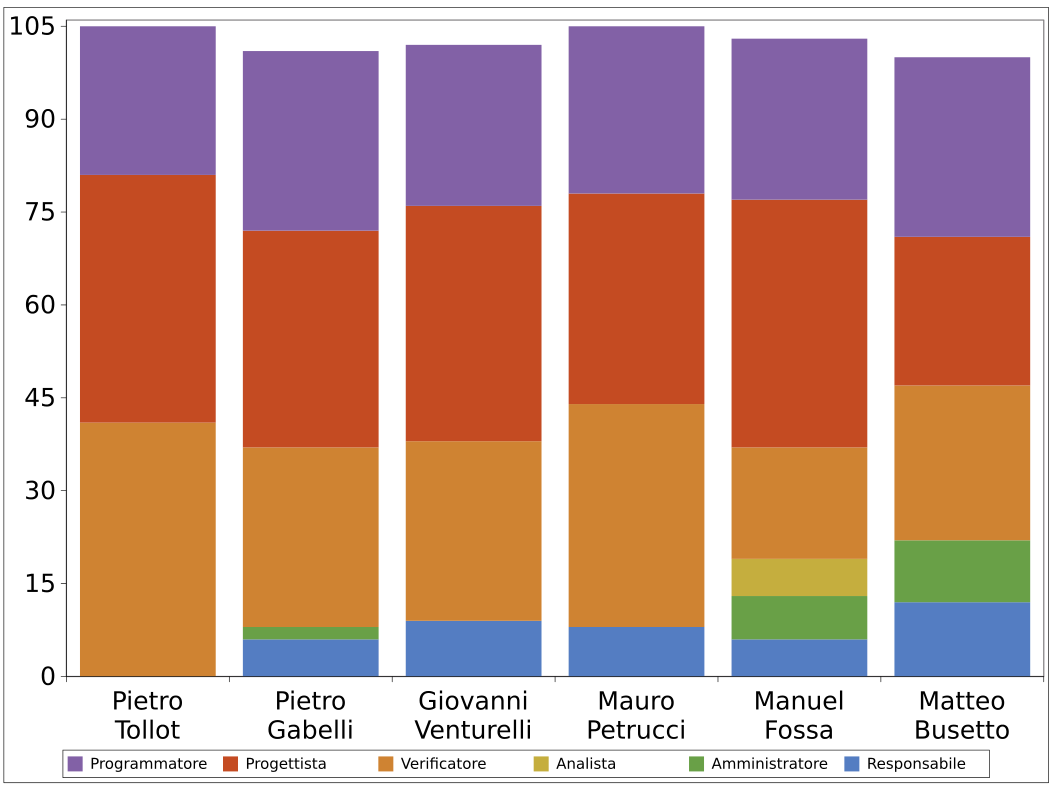 105
90
75
60
45
30
15
0
Pietro Tollot
Pietro Gabelli
Giovanni Venturelli
Mauro Petrucci
Manuel Fossa
Matteo Busetto
Programmatore Progettista Verificatore Analista Amministratore Responsabile